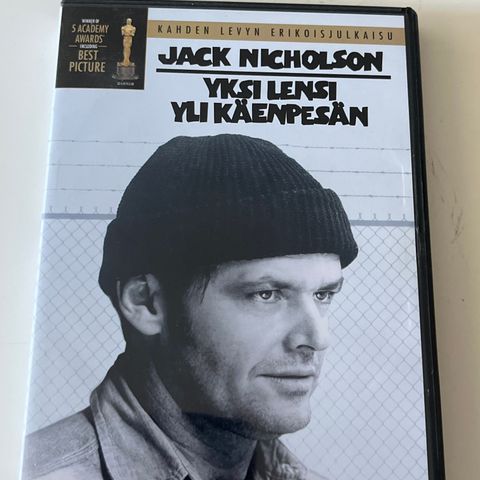 WINNER OF
5 ACADEMY
AWARDS
INCLUDING
BEST
PICTURE
KAHDEN LEVYN ERIKOISJULKAISU
JACK NICHOLSON
YKSI LENSI
YLI KÄENPESÄN